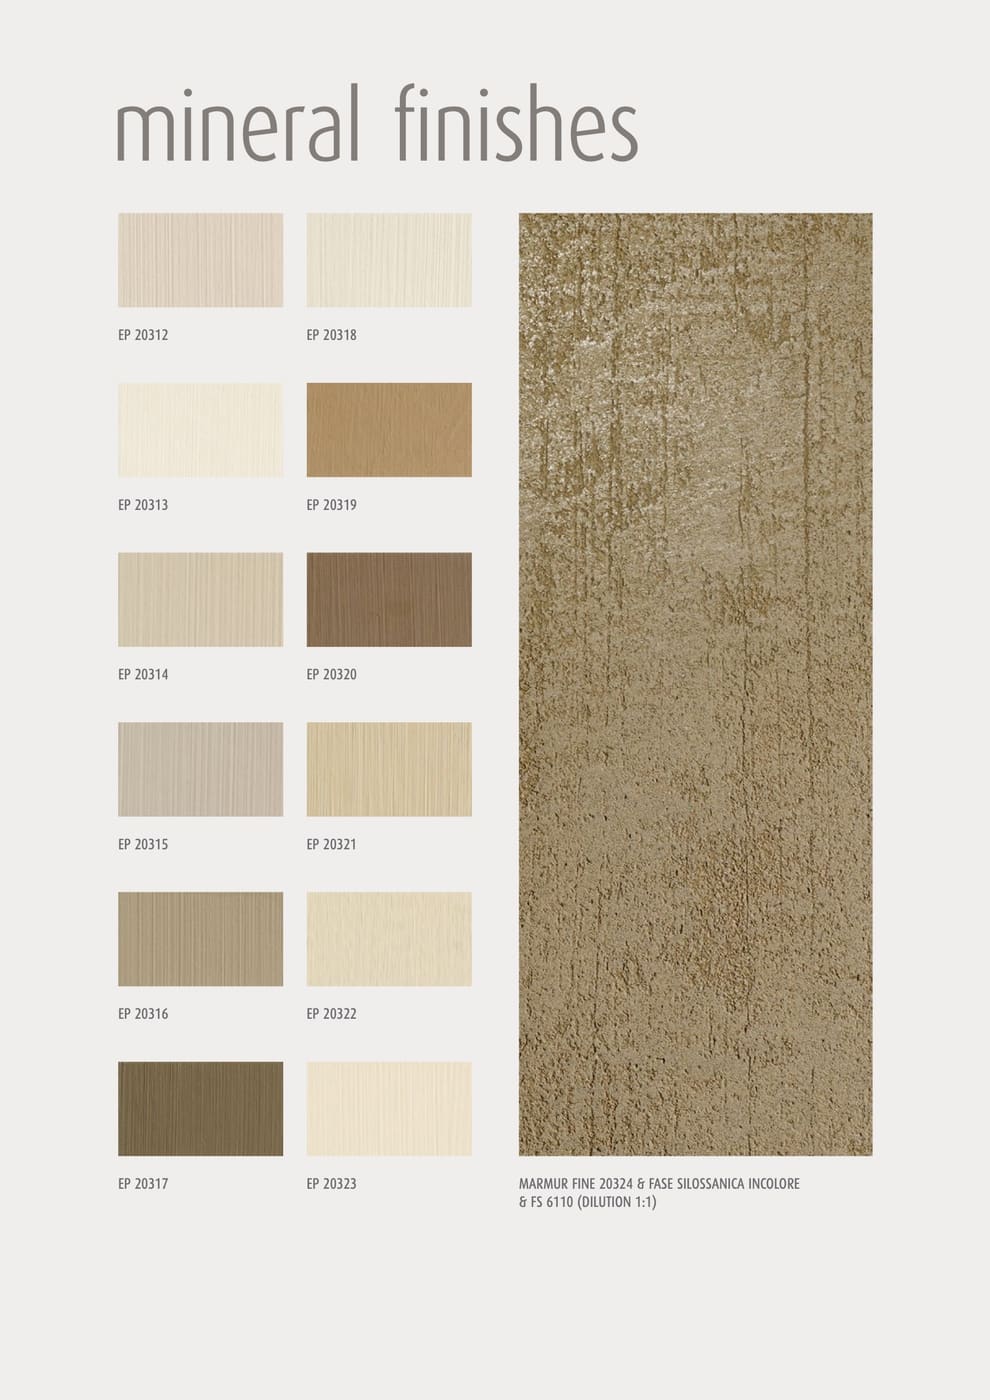 mineral finishes
EP 20312
EP 20318
EP 20313
EP 20319
EP 20314
EP 20320
EP 20315
EP 20321
EP 20316
EP 20322
EP 20317
EP 20323
MARMUR FINE 20324 & FASE SILOSSANICA INCOLORE
& FS 6110 (DILUTION 1:1)